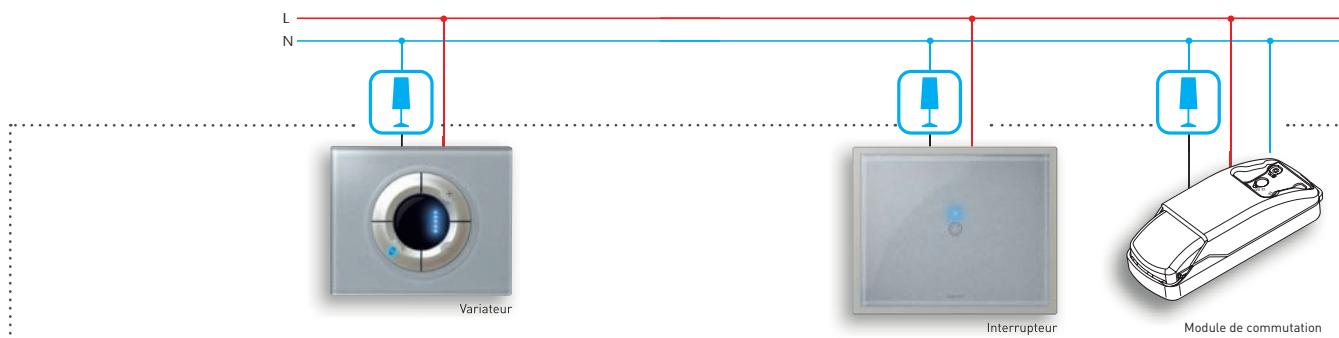 L
N
Variateur
Interrupteur
Module de commutation